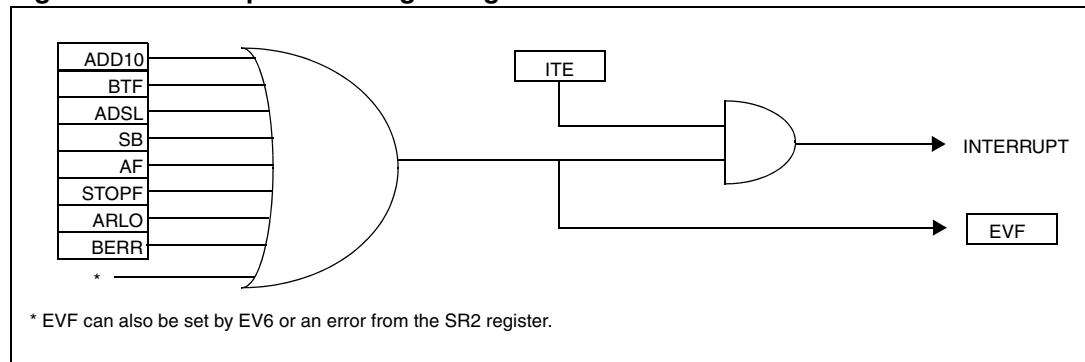 ADD10
BTF
ADSL
SB
AF
STOPF
ARLO
BERR
*
ITE
INTERRUPT
EVF
* EVF can also be set by EV6 or an error from the SR2 register.